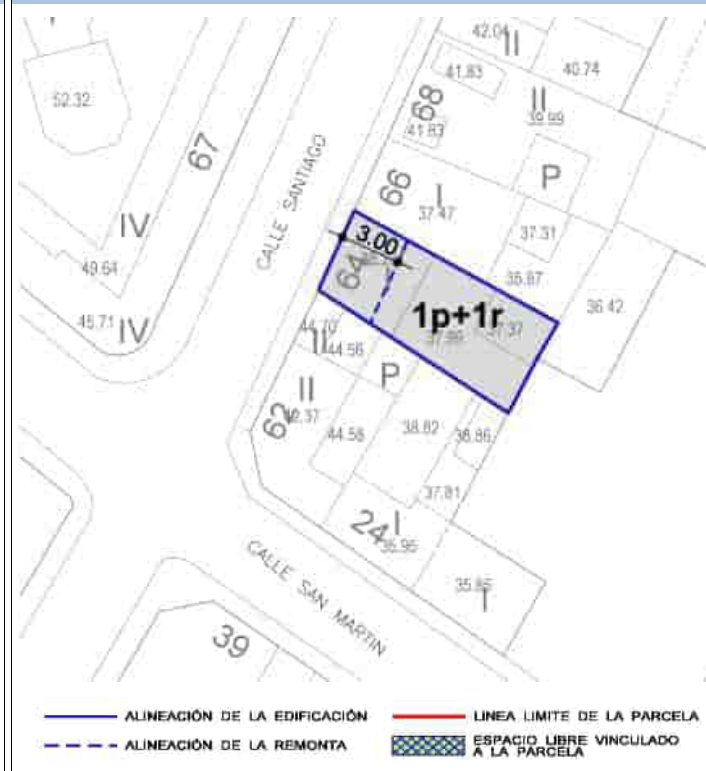 42.04
II
41.83
40.74
52.32
II
39.99
68
41.83
67
P
CALLE SANTIAGO
66
I
37.47
IV
37.31
3.00
35.87
49.64
64
36.42
1p+1r
45.71
IV
44.70
II
44.56
P
II
62
44.58
38.82
38.86
37.81
24
I
35.86
I
CALLE SAN MARTIN
39
ALINEACIÓN DE LA EDIFICACIÓN
LINEA LIMITE DE LA PARCELA
ALINEACIÓN DE LA REMONTA
ESPACIO LIBRE VINCULADO
A LA PARCELA